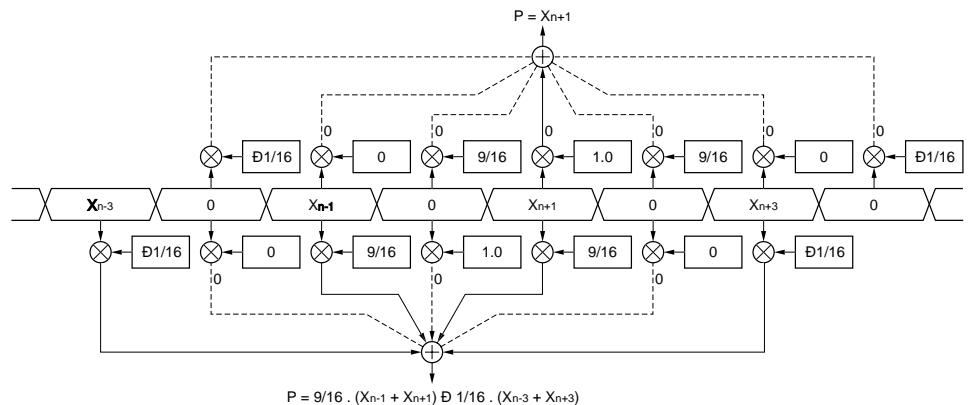 P = Xn+1
0 0 0 0 0 0
Đ1/16 0 9/16 1.0 9/16 0 Đ1/16
Xn-3 0 Xn-1 0 Xn+1 0 Xn+3 0
Đ1/16 0 9/16 1.0 9/16 0 Đ1/16
0 0 0
P = 9/16 . (Xn-1 + Xn+1) Đ 1/16 . (Xn-3 + Xn+3)